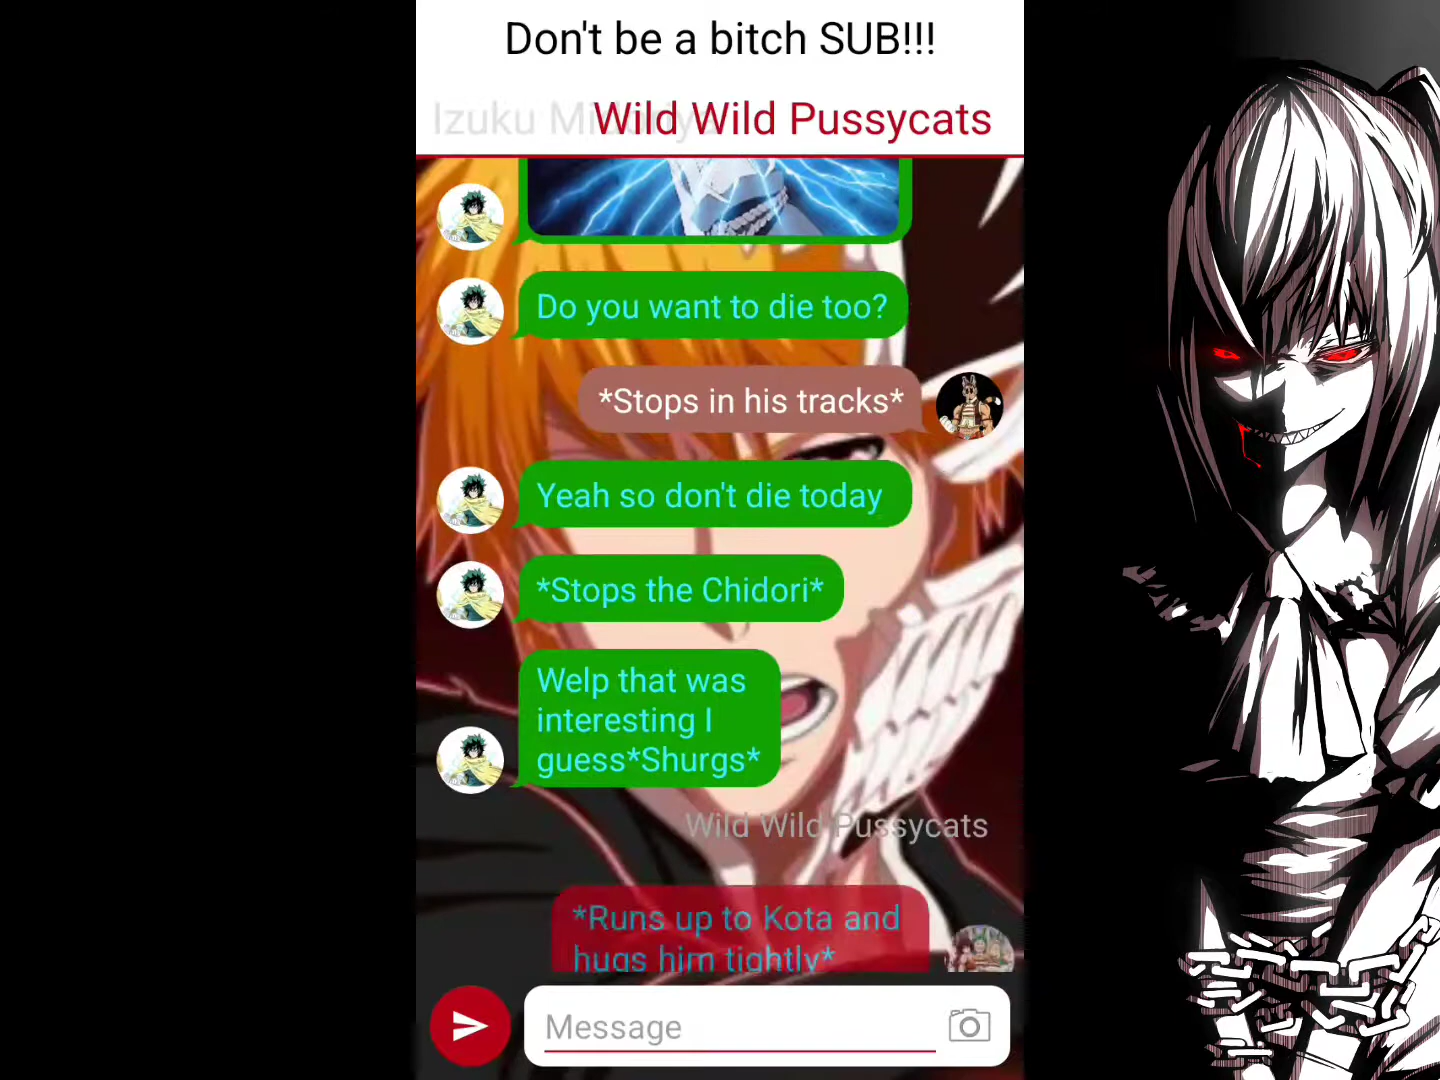 Don't be a bitch SUB!!!
Izuku Midoriya Wild Wild Pussycats
Do you want to die too?
*Stops in his tracks*
Yeah so don't die today
*Stops the Chidori*
Welp that was
interesting I
guess*Shurgs*
Wild Wild Pussycats
*Runs up to Kota and
hugs him tightly*
Message